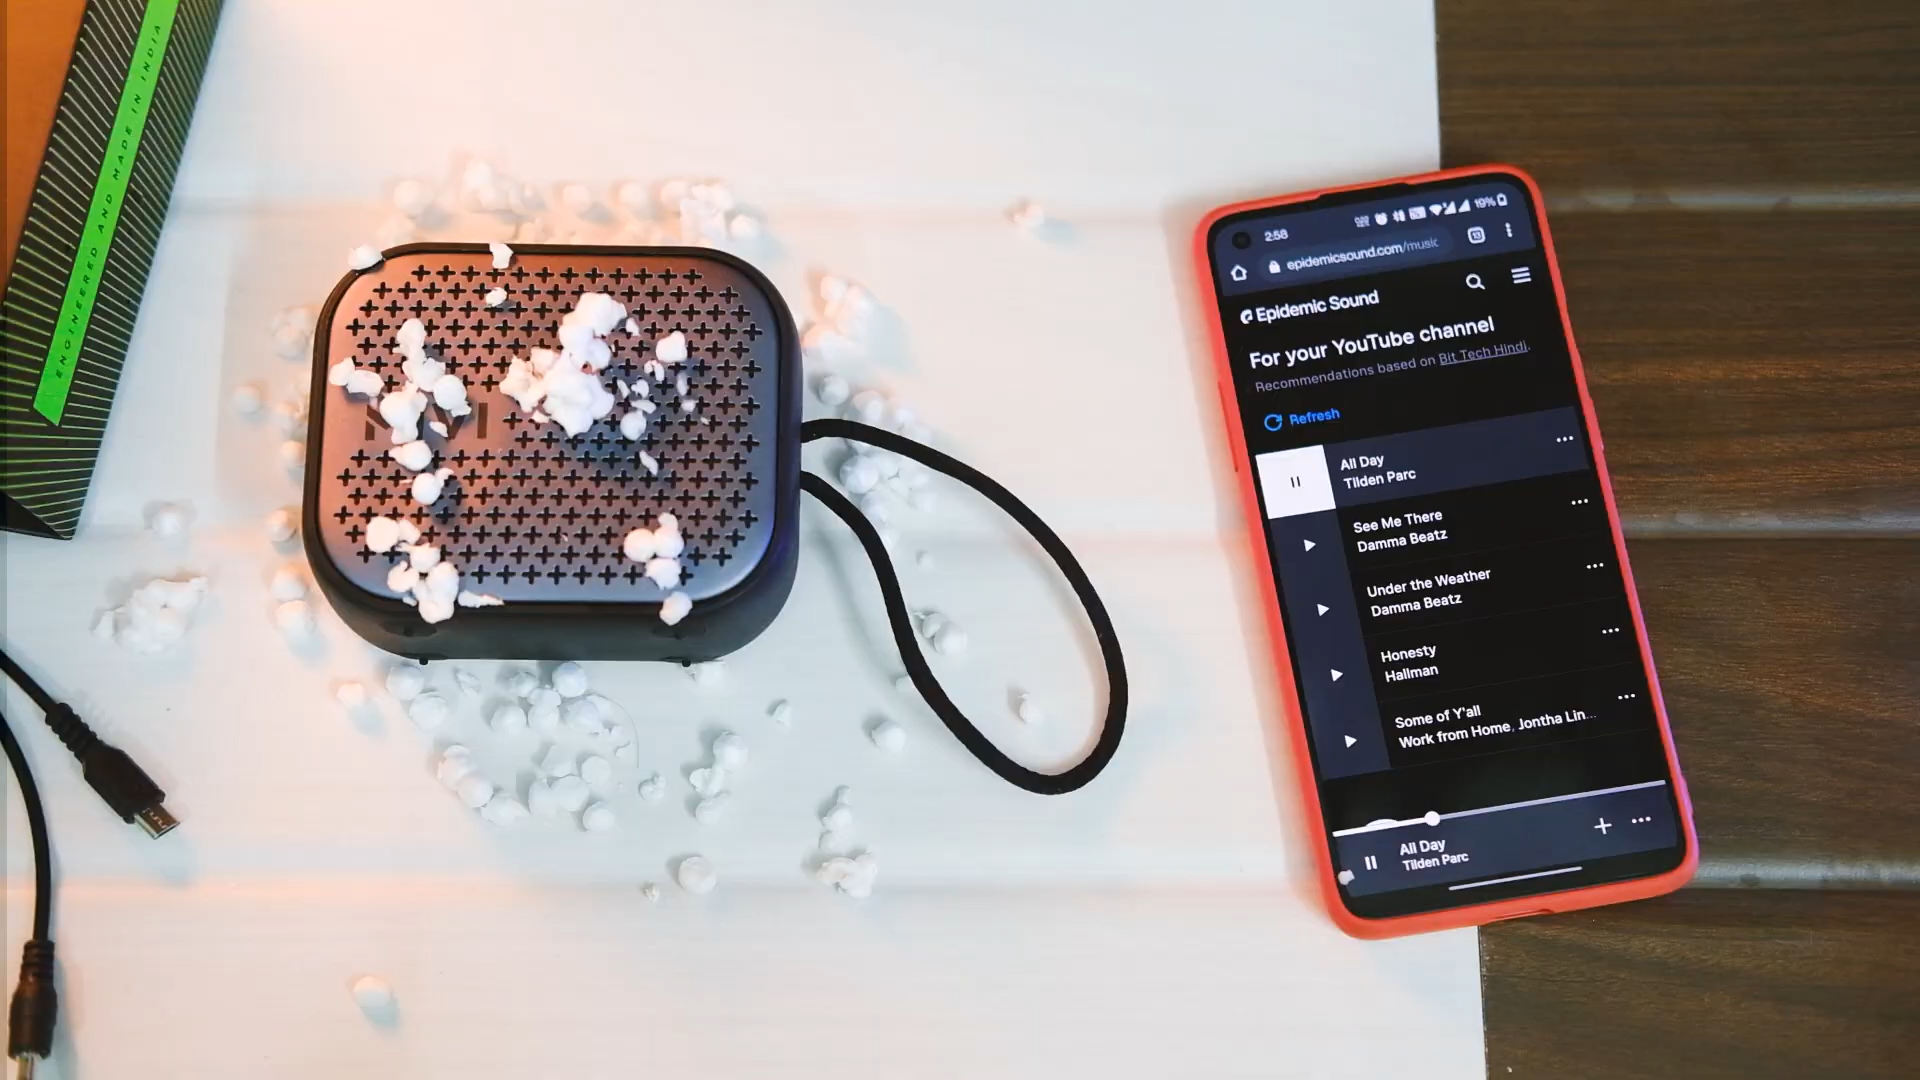 ENGINEERED AND MADE IN INDIA
2:58
19%
epidemicsound.com/music
Epidemic Sound
For your YouTube channel
Recommendations based on Bit Tech Hindi.
Refresh
All Day
Tilden Parc
See Me There
Damma Beatz
Under the Weather
Damma Beatz
Honesty
Hallman
Some of Y'all
Work from Home, Jontha Lin...
All Day
Tilden Parc